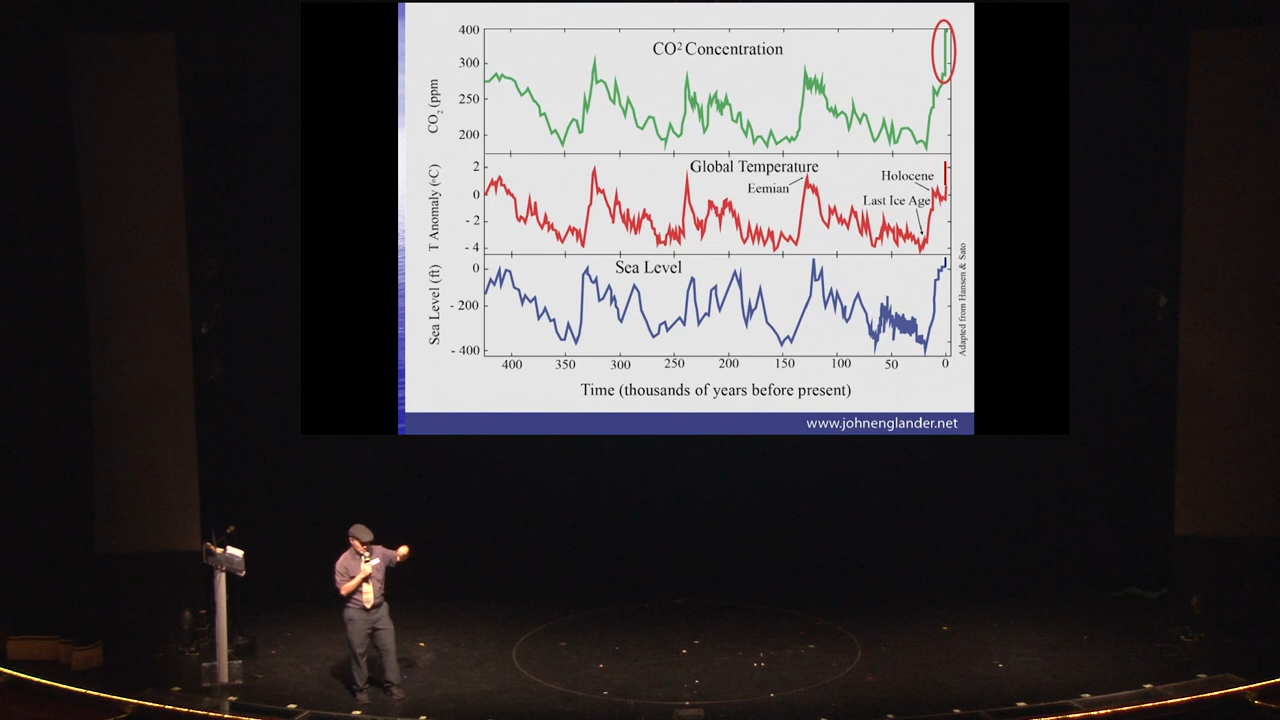 CO² Concentration
CO₂ (ppm
400
300
250
200
Global Temperature
Eemian
Holocene
Last Ice Age
T Anomaly (°C)
2
0
- 2
- 4
Sea Level
Sea Level (ft)
0
- 200
- 400
400 350 300 250 200 150 100 50 0
Time (thousands of years before present)
Adapted from Hansen & Sato
www.johnenglander.net